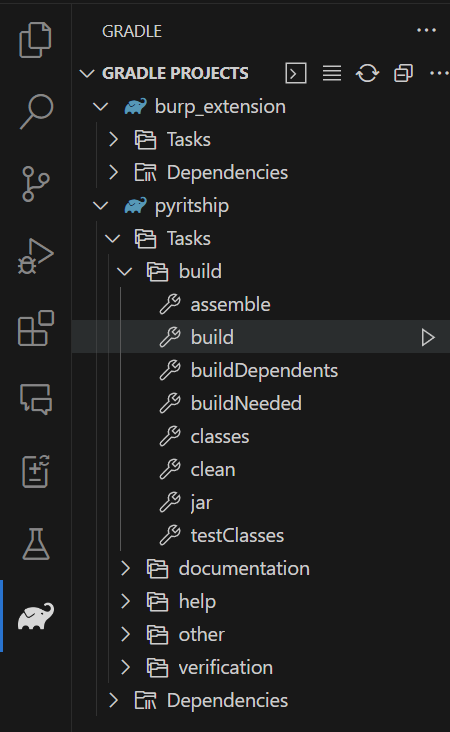 GRADLE
GRADLE PROJECTS
burp_extension
Tasks
Dependencies
pyritship
Tasks
build
assemble
build
buildDependents
buildNeeded
classes
clean
jar
testClasses
documentation
help
other
verification
Dependencies